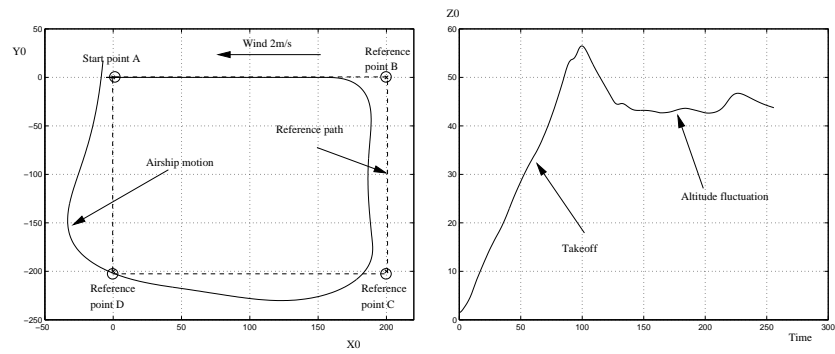 50
Y0
0
-50
-100
-150
-200
-250
-50
0
50
100
150
200
X0
Start point A
Wind 2m/s
Reference
point B
Reference path
Airship motion
Reference
point D
Reference
point C
Z0
60
50
40
30
20
10
0
0
50
100
150
200
250
300
Time
Takeoff
Altitude fluctuation